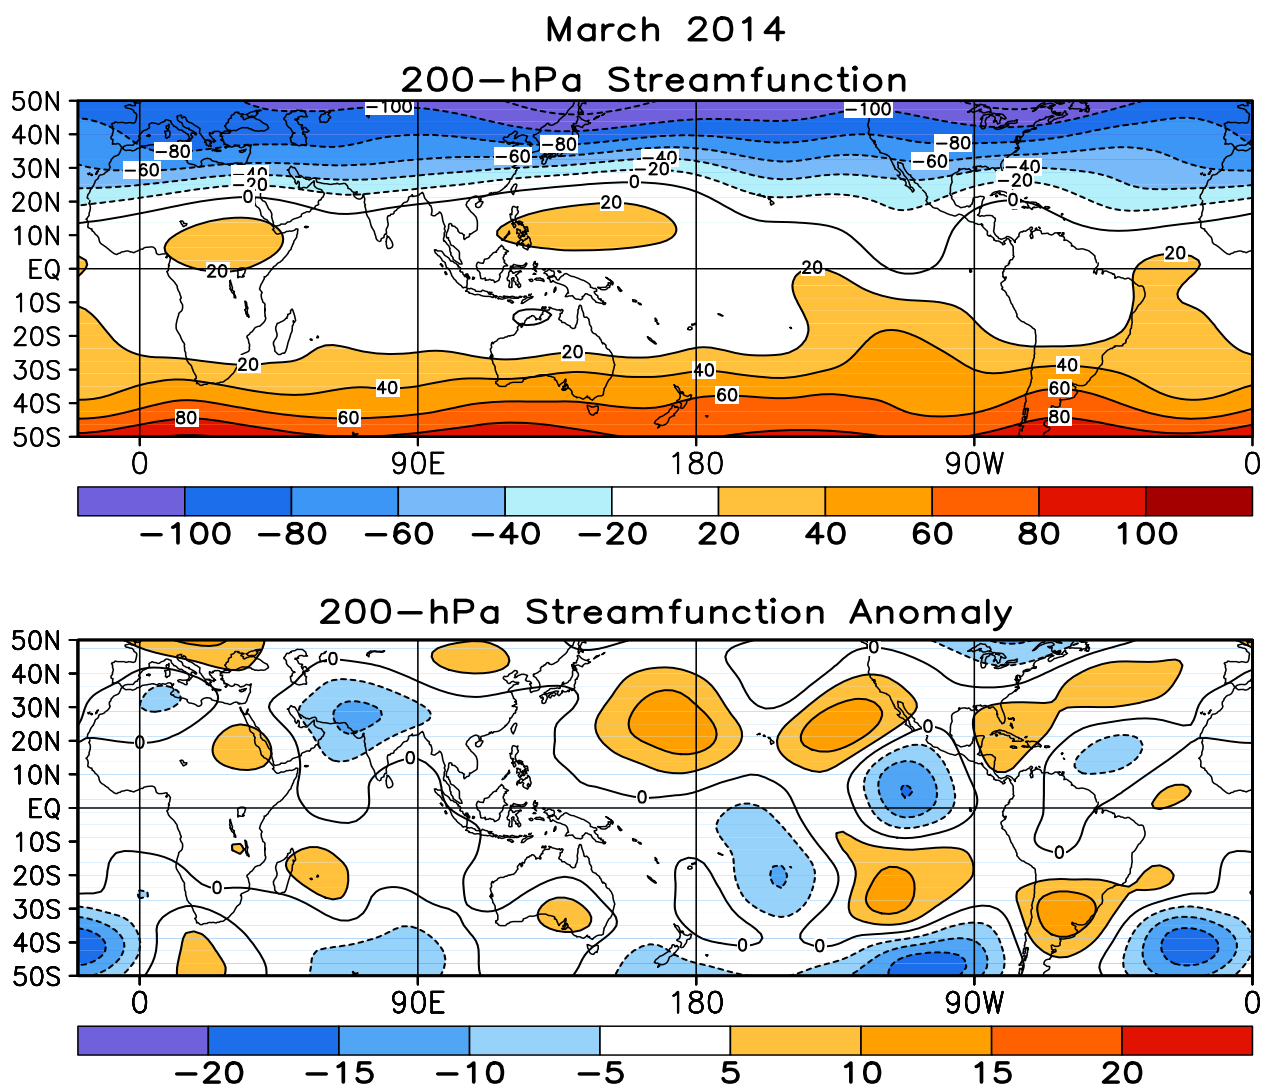 March 2014
200-hPa Streamfunction
50N
-100
-100
40N
-80
-80
-80
30N
-60
-60
-60
-40
-40
-40
-20
-20
-20
20N
0
0
0
20
10N
EQ
20
20
20
10S
20S
20
20
30S
40
40
40
40S
60
60
60
80
80
50S
0
90E
180
90W
0
-100
-80
-60
-40
-20
20
40
60
80
100
200-hPa Streamfunction Anomaly
50N
0
0
40N
30N
0
20N
0
0
10N
0
EQ
10S
0
20S
0
30S
40S
0
0
50S
0
90E
180
90W
0
-20
-15
-10
-5
5
10
15
20